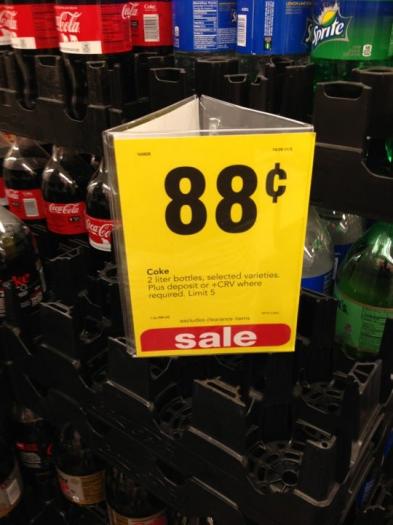 Coca-Cola
Coke
Sprite
88¢
Coke
2 liter bottles, selected varieties.
Plus deposit or +CRV where
required. Limit 5
excludes clearance items
sale
Coca-Cola
Coca-Cola